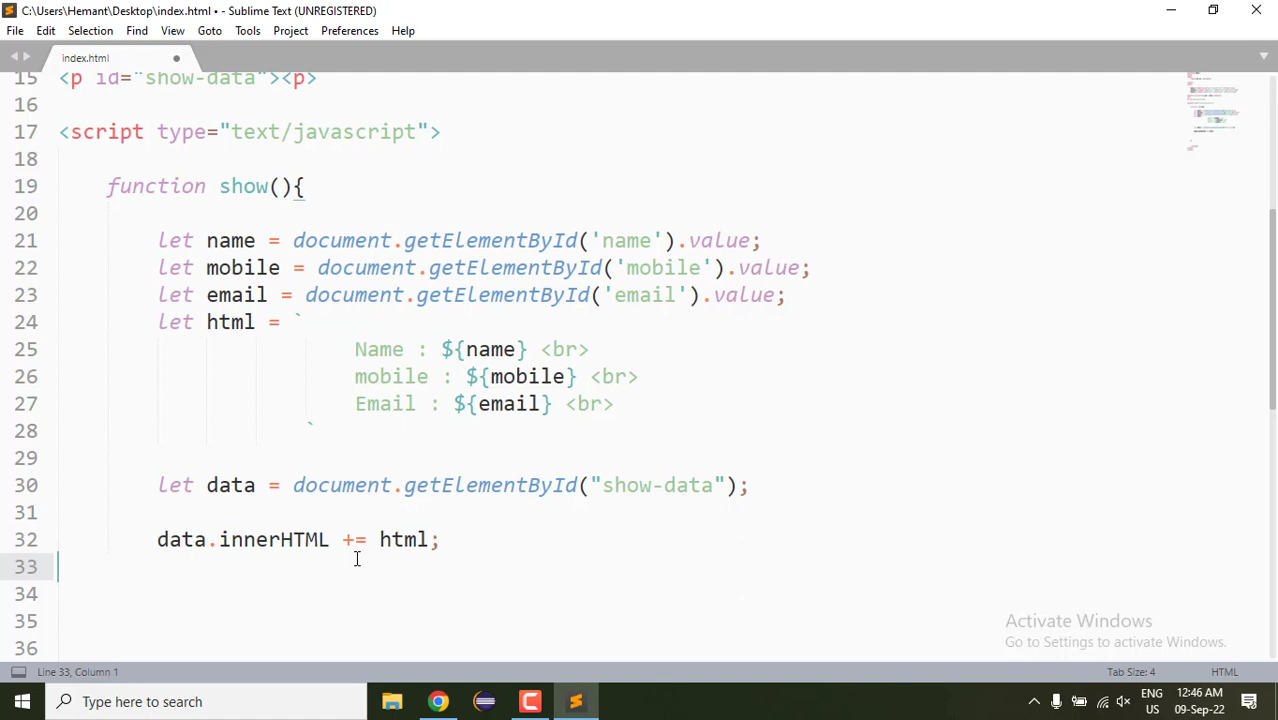 C:\Users\Hemant\Desktop\index.html • - Sublime Text (UNREGISTERED)
File Edit Selection Find View Goto Tools Project Preferences Help
index.html
15 <p id="show-data"><p>
16
17 <script type="text/javascript">
18
19 function show(){
20
21 let name = document.getElementById('name').value;
22 let mobile = document.getElementById('mobile').value;
23 let email = document.getElementById('email').value;
24 let html = `
25 Name : ${name} <br>
26 mobile : ${mobile} <br>
27 Email : ${email} <br>
28 `
29
30 let data = document.getElementById("show-data");
31
32 data.innerHTML += html;
33
34
35
36
Activate Windows
Go to Settings to activate Windows.
Line 33, Column 1 Tab Size: 4 HTML
Type here to search
ENG 12:46 AM
US 09-Sep-22